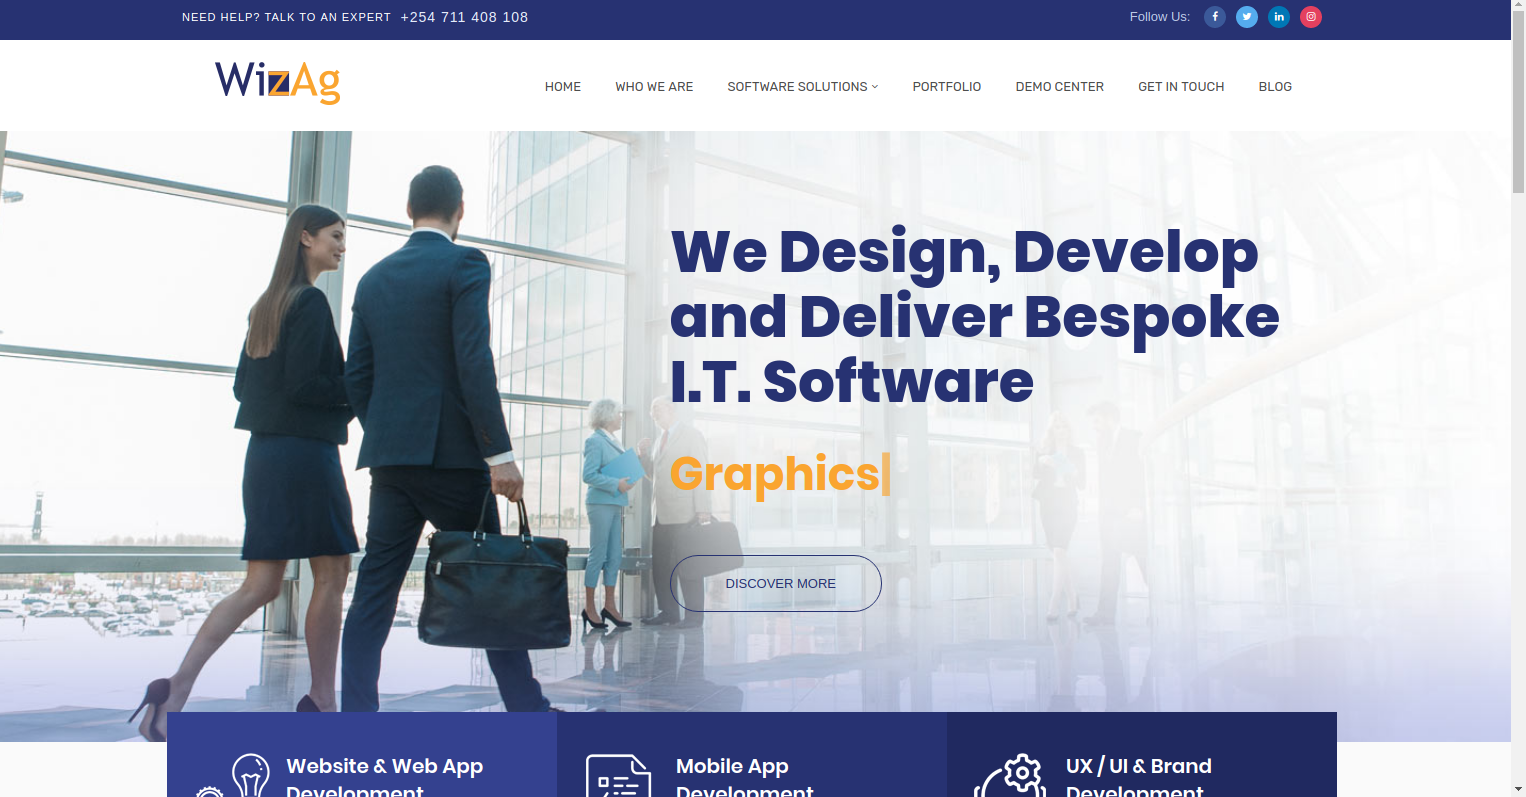 NEED HELP? TALK TO AN EXPERT +254 711 408 108
Follow Us:
WizAg
HOME WHO WE ARE SOFTWARE SOLUTIONS PORTFOLIO DEMO CENTER GET IN TOUCH BLOG
We Design, Develop
and Deliver Bespoke
I.T. Software
Graphics
DISCOVER MORE
Website & Web App
Development
Mobile App
Development
UX / UI & Brand
Development